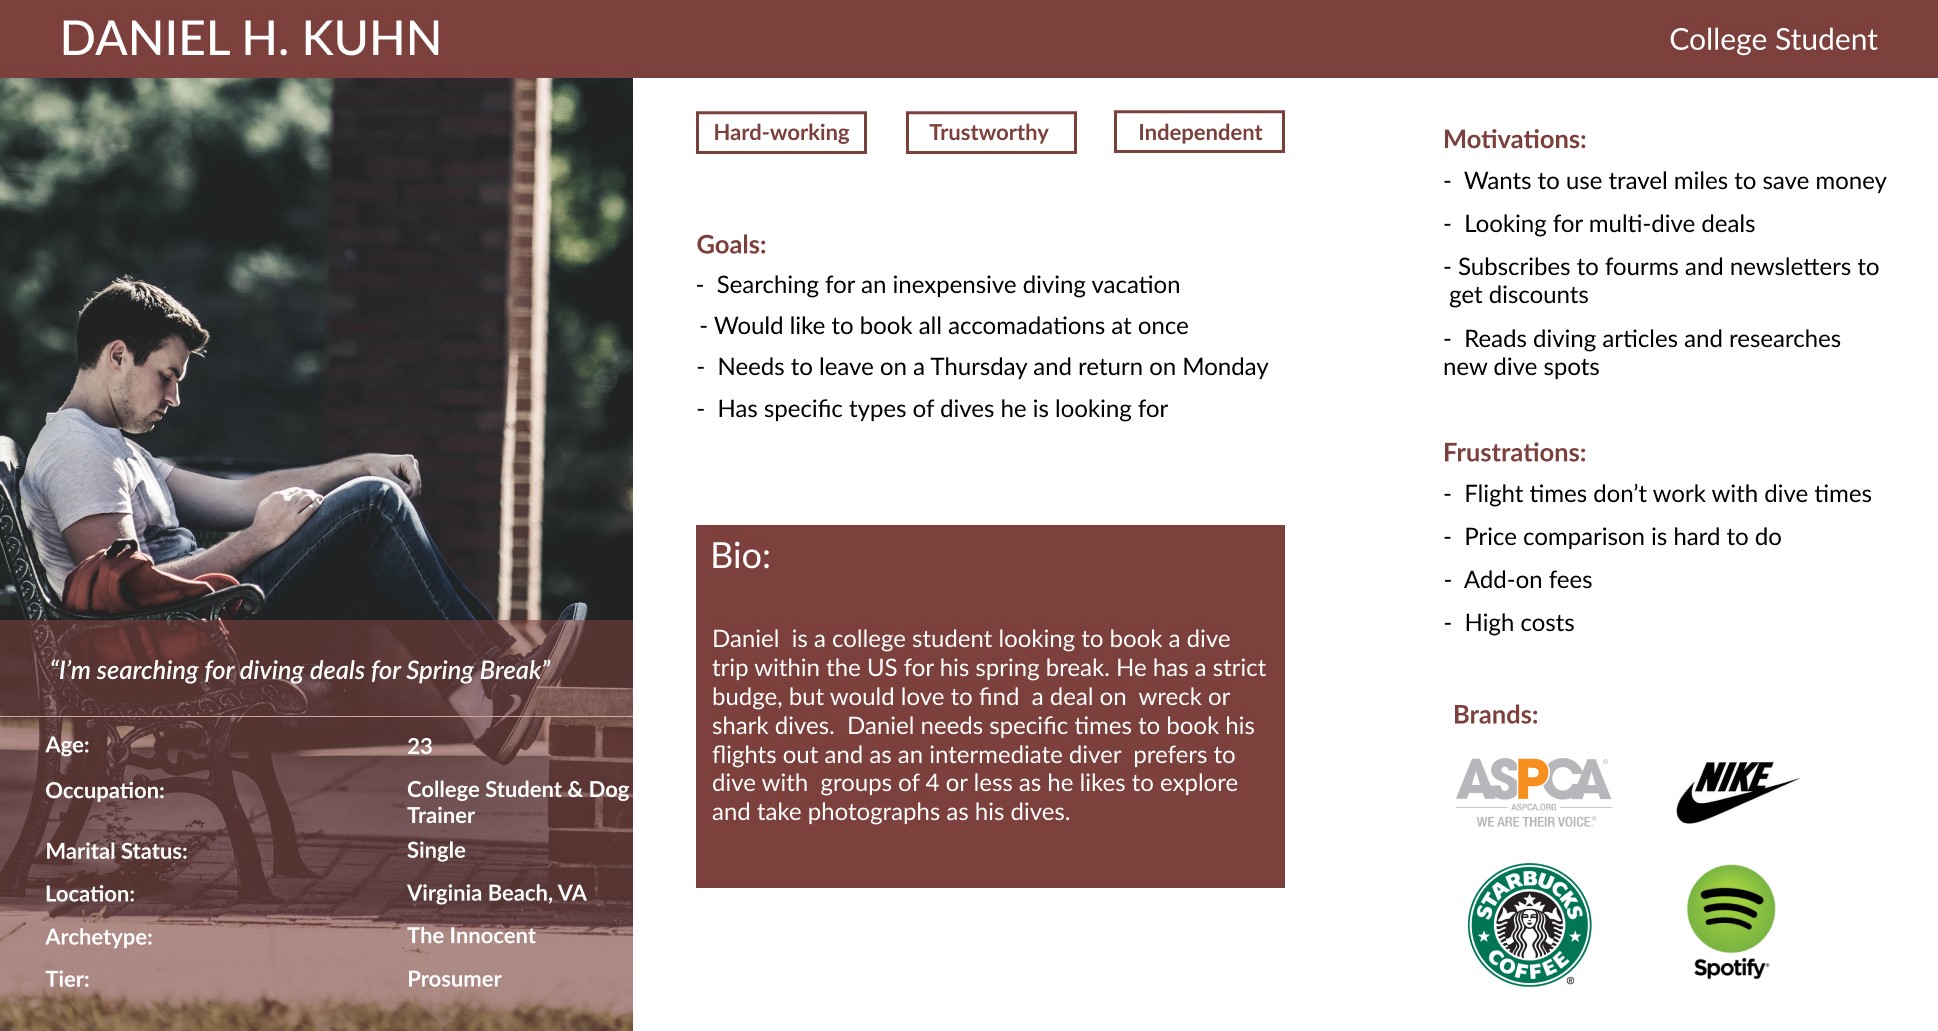 DANIEL H. KUHN
College Student
“I’m searching for diving deals for Spring Break”
Age: 23
Occupation: College Student & Dog
Trainer
Marital Status: Single
Location: Virginia Beach, VA
Archetype: The Innocent
Tier: Prosumer
Hard-working
Trustworthy
Independent
Goals:
- Searching for an inexpensive diving vacation
- Would like to book all accomadations at once
- Needs to leave on a Thursday and return on Monday
- Has specific types of dives he is looking for
Bio:
Daniel is a college student looking to book a dive
trip within the US for his spring break. He has a strict
budget, but would love to find a deal on wreck or
shark dives. Daniel needs specific times to book his
flights out and as an intermediate diver prefers to
dive with groups of 4 or less as he likes to explore
and take photographs as his dives.
Motivations:
- Wants to use travel miles to save money
- Looking for multi-dive deals
- Subscribes to fourms and newsletters to
get discounts
- Reads diving articles and researches
new dive spots
Frustrations:
- Flight times don’t work with dive times
- Price comparison is hard to do
- Add-on fees
- High costs
Brands:
ASPCA®
ASPCA.ORG
WE ARE THEIR VOICE.®
NIKE
STARBUCKS
COFFEE
®
Spotify®